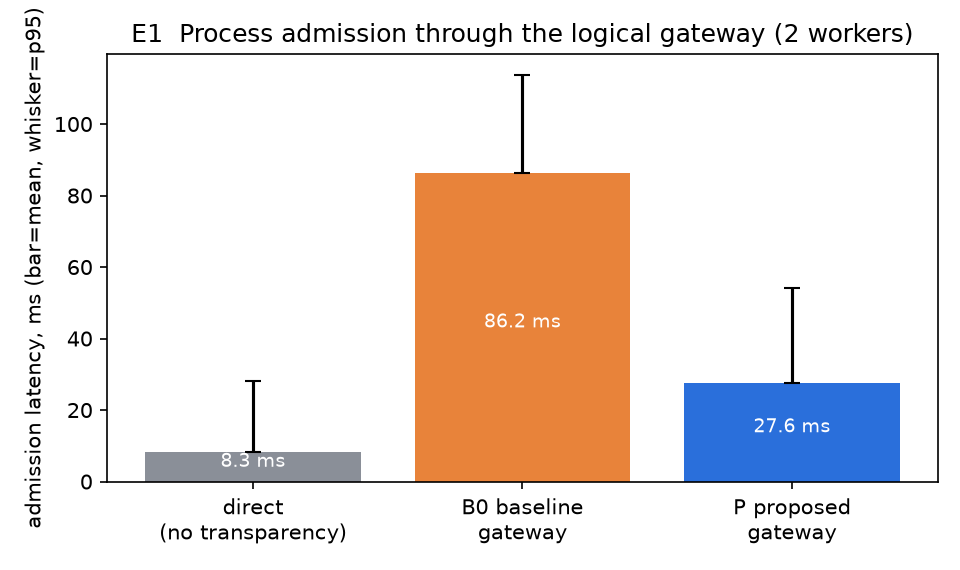 E1  Process admission through the logical gateway (2 workers)
admission latency, ms (bar=mean, whisker=p95)
100
80
60
40
20
0
86.2 ms
27.6 ms
8.3 ms
direct
(no transparency)
B0 baseline
gateway
P proposed
gateway